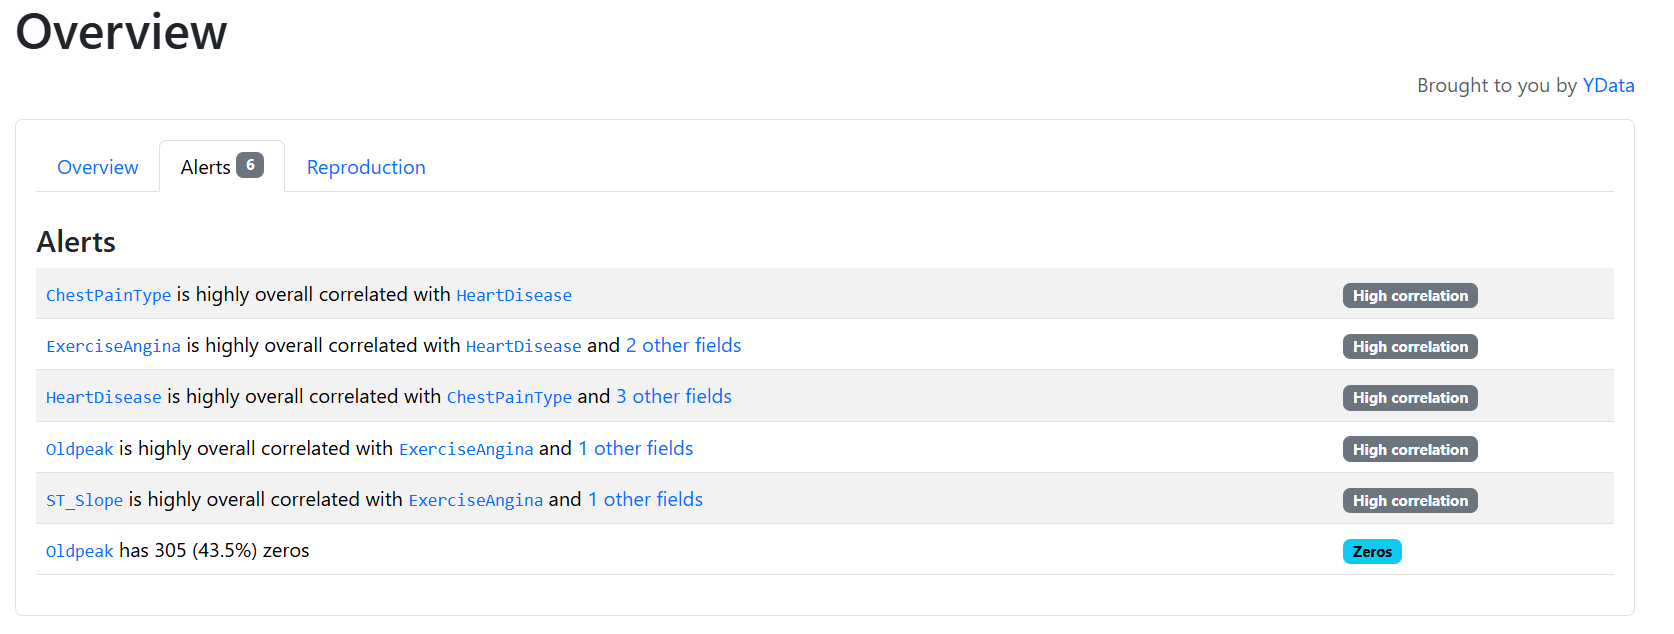 Overview
Brought to you by YData
Overview Alerts 6 Reproduction
Alerts
ChestPainType is highly overall correlated with HeartDisease High correlation
ExerciseAngina is highly overall correlated with HeartDisease and 2 other fields High correlation
HeartDisease is highly overall correlated with ChestPainType and 3 other fields High correlation
Oldpeak is highly overall correlated with ExerciseAngina and 1 other fields High correlation
ST_Slope is highly overall correlated with ExerciseAngina and 1 other fields High correlation
Oldpeak has 305 (43.5%) zeros Zeros